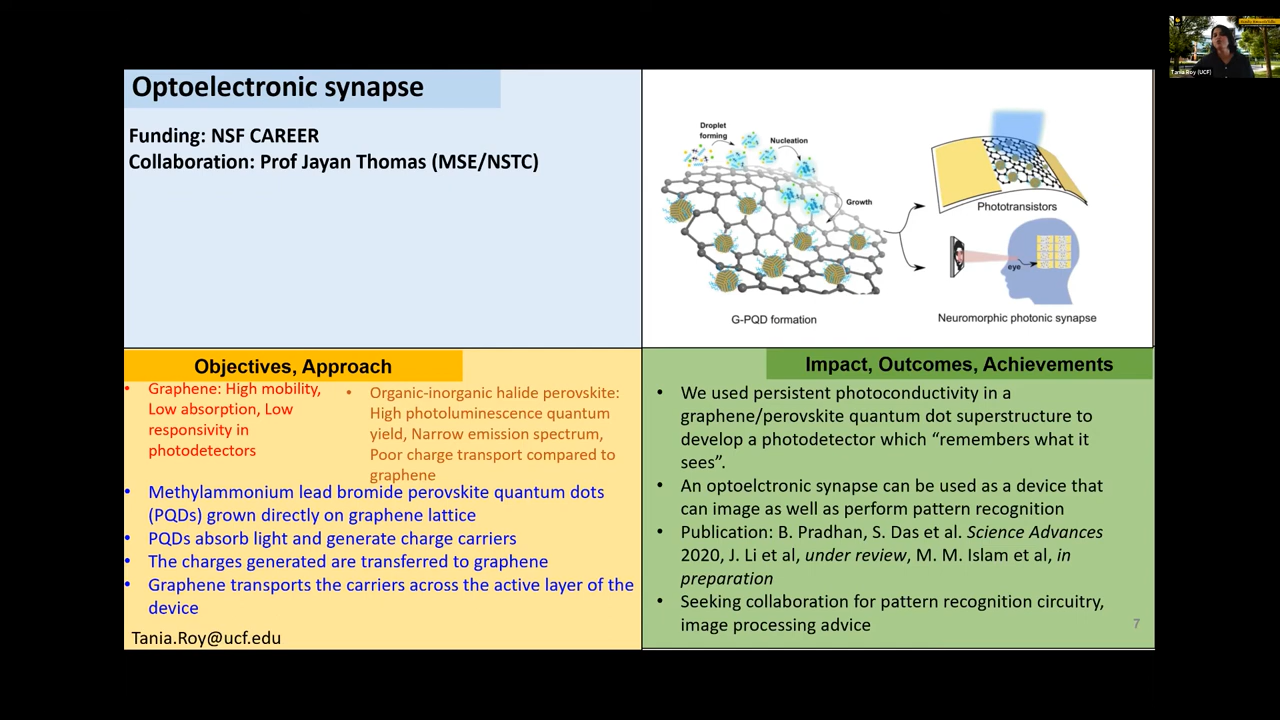 Optoelectronic synapse
Funding: NSF CAREER
Collaboration: Prof Jayan Thomas (MSE/NSTC)
Droplet
forming
Nucleation
Growth
G-PQD formation
Phototransistors
eye
Neuromorphic photonic synapse
Objectives, Approach
• Graphene: High mobility,
Low absorption, Low
responsivity in
photodetectors
• Organic-inorganic halide perovskite:
High photoluminescence quantum
yield, Narrow emission spectrum,
Poor charge transport compared to
graphene
• Methylammonium lead bromide perovskite quantum dots
(PQDs) grown directly on graphene lattice
• PQDs absorb light and generate charge carriers
• The charges generated are transferred to graphene
• Graphene transports the carriers across the active layer of the
device
Tania.Roy@ucf.edu
Impact, Outcomes, Achievements
• We used persistent photoconductivity in a
graphene/perovskite quantum dot superstructure to
develop a photodetector which “remembers what it
sees”.
• An optoelctronic synapse can be used as a device that
can image as well as perform pattern recognition
• Publication: B. Pradhan, S. Das et al. Science Advances
2020, J. Li et al, under review, M. M. Islam et al, in
preparation
• Seeking collaboration for pattern recognition circuitry,
image processing advice
7
Tania Roy (UCF)